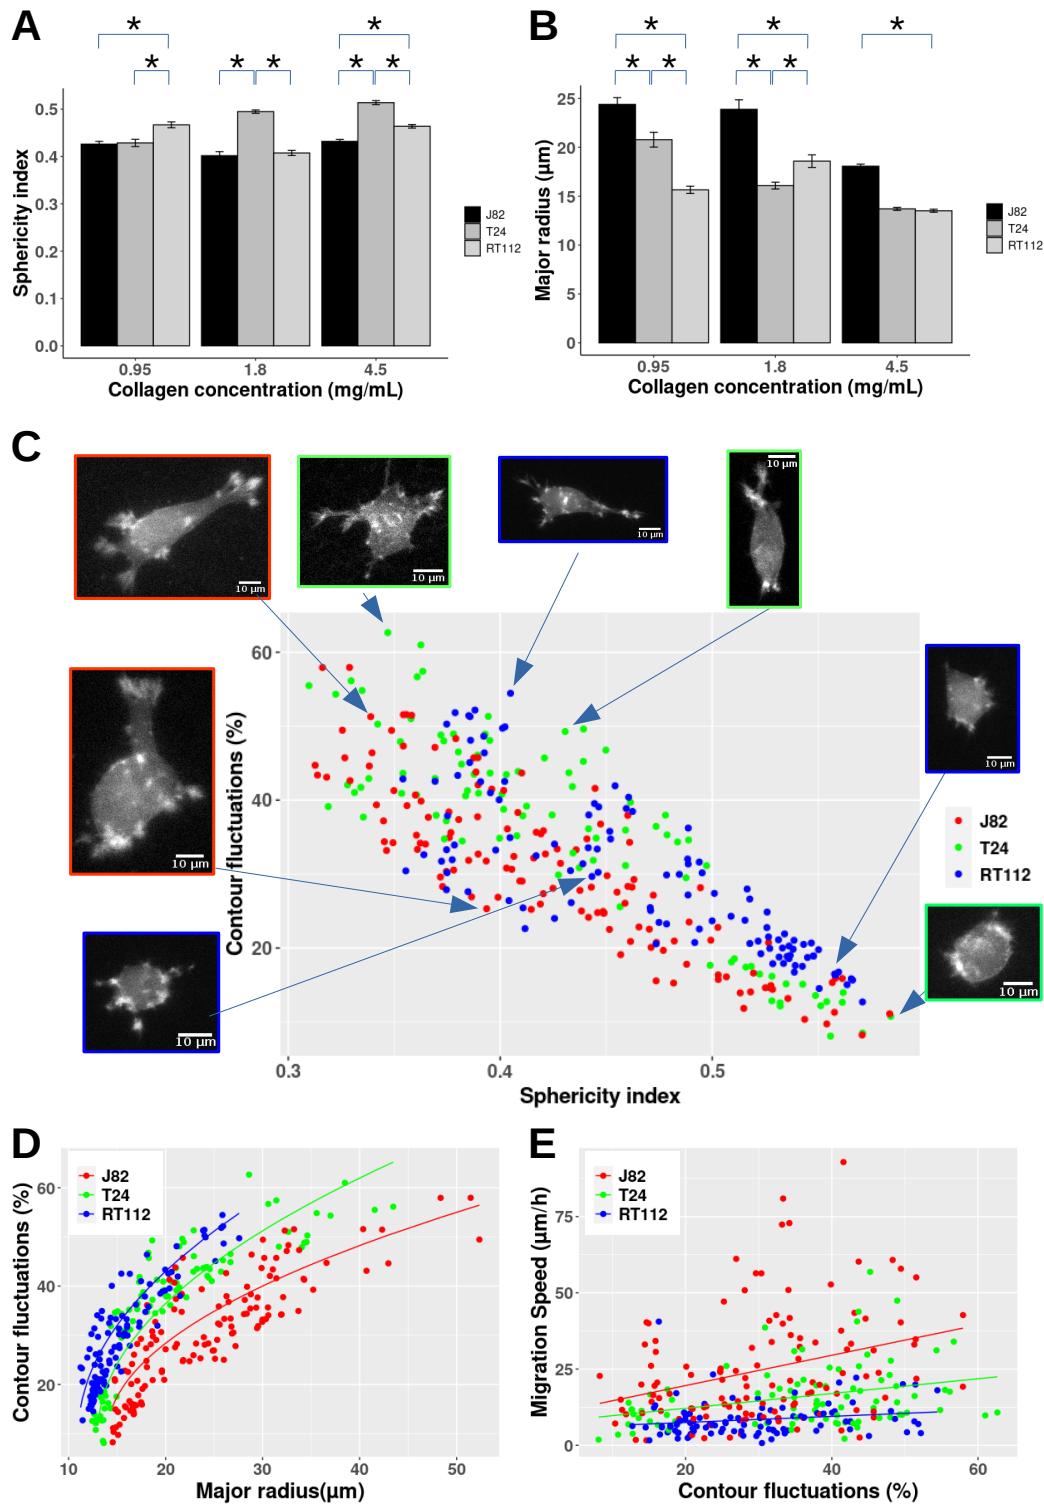 A
*
*
*
*
*
*
*
0.5
0.4
0.3
0.2
0.1
0.0
Sphericity index
0.95
1.8
4.5
Collagen concentration (mg/mL)
J82
T24
RT112
B
*
*
*
*
*
*
*
25
20
15
10
5
0
Major radius (µm)
0.95
1.8
4.5
Collagen concentration (mg/mL)
J82
T24
RT112
C
10 µm
10 µm
10 µm
10 µm
10 µm
10 µm
10 µm
10 µm
60
40
20
Contour fluctuations (%)
0.3
0.4
0.5
Sphericity index
J82
T24
RT112
D
J82
T24
RT112
60
40
20
Contour fluctuations (%)
10
20
30
40
50
Major radius(µm)
E
J82
T24
RT112
75
50
25
0
Migration Speed (µm/h)
20
40
60
Contour fluctuations (%)